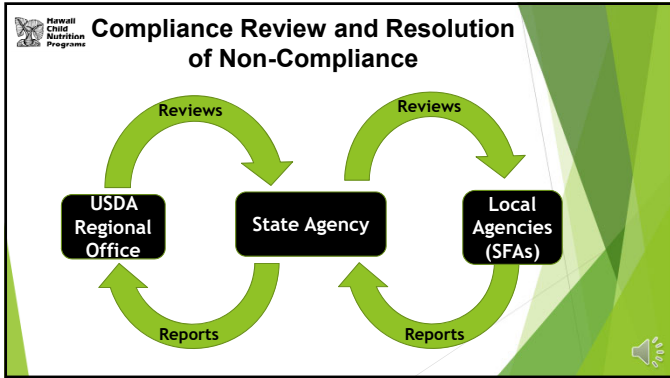 Hawaii
Child
Nutrition
Programs
Compliance Review and Resolution
of Non-Compliance
Reviews
Reviews
USDA
Regional
Office
State Agency
Local
Agencies
(SFAs)
Reports
Reports